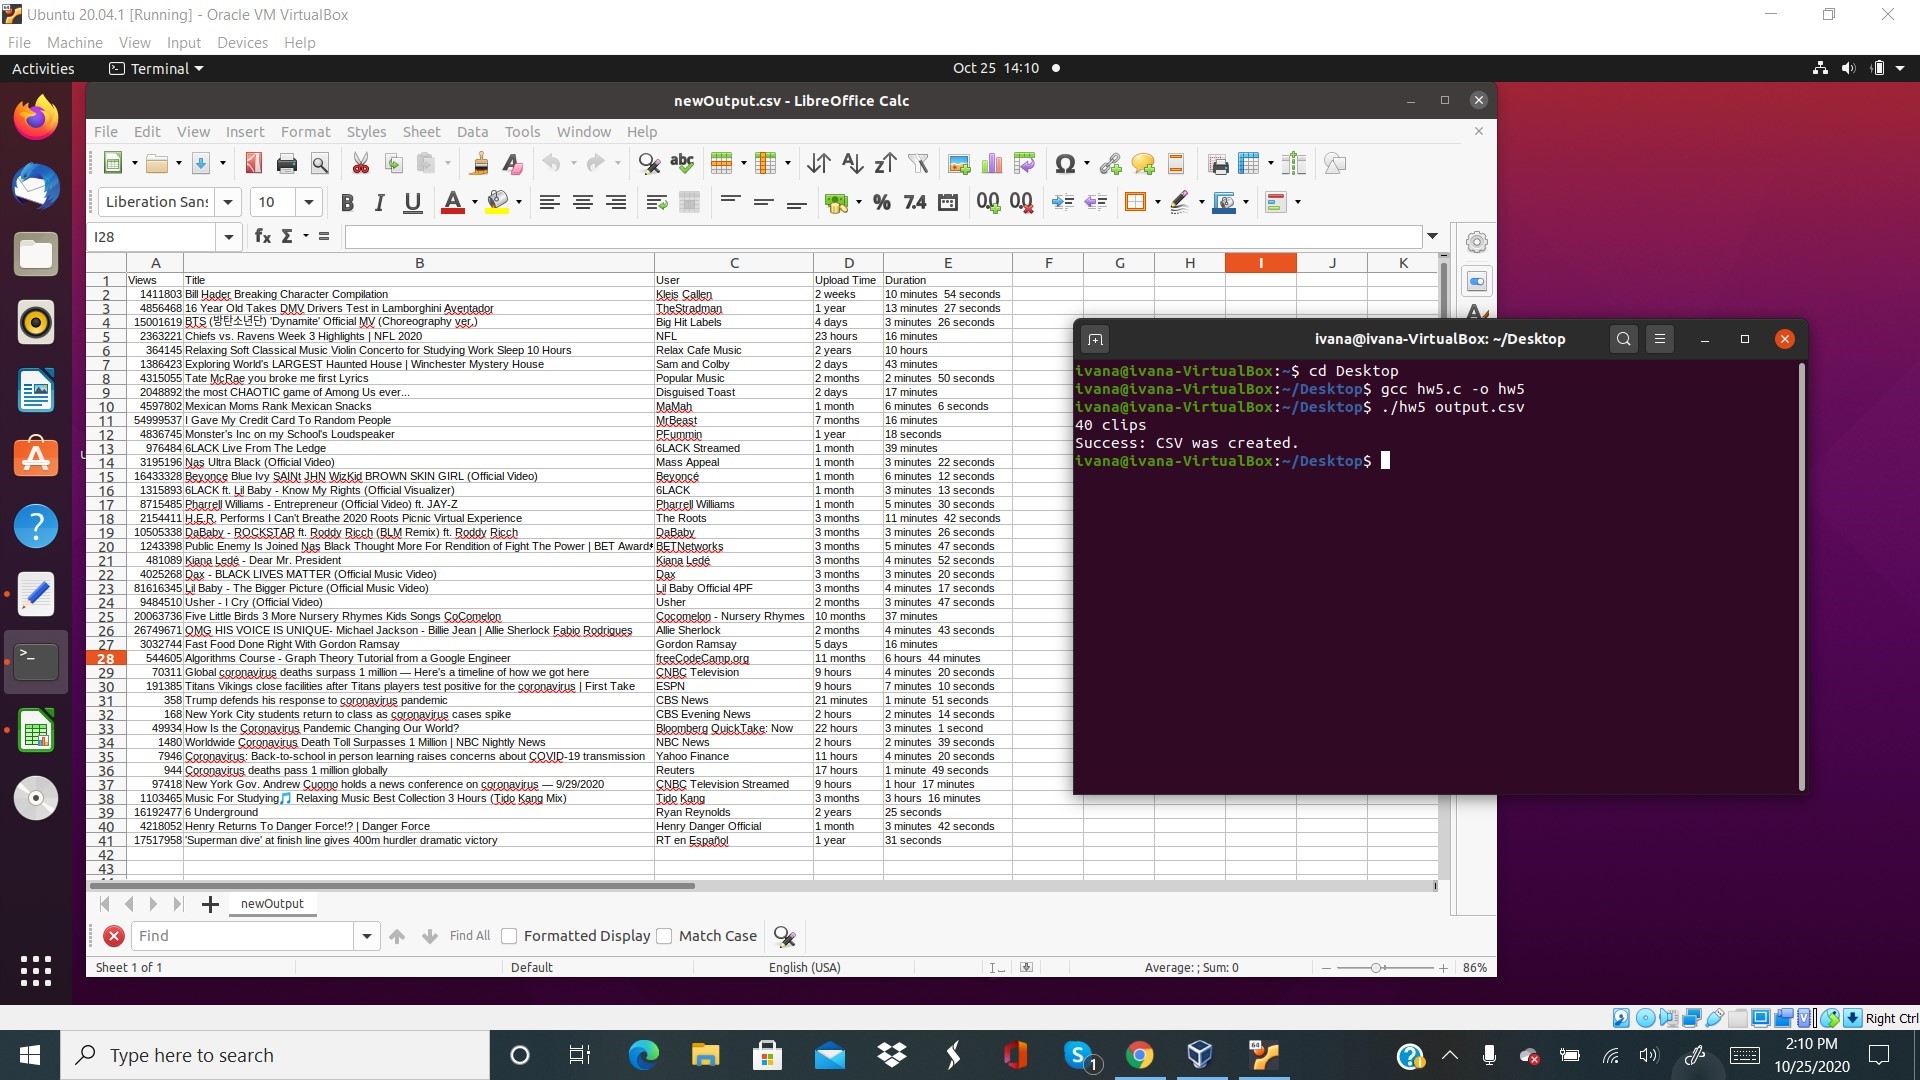 Ubuntu 20.04.1 [Running] - Oracle VM VirtualBox
File Machine View Input Devices Help
Activities Terminal Oct 25 14:10
newOutput.csv - LibreOffice Calc
File Edit View Insert Format Styles Sheet Data Tools Window Help
Liberation Sans 10
I28
A B C D E F G H I J K
1 Views Title User Upload Time Duration
2 1411803 Bill Hader Breaking Character Compilation Kleis Callen 2 weeks 10 minutes 54 seconds
3 4856468 16 Year Old Takes DMV Drivers Test in Lamborghini Aventador TheStradman 1 year 13 minutes 27 seconds
4 15001619 BTS (방탄소년단) 'Dynamite' Official MV (Choreography ver.) Big Hit Labels 4 days 3 minutes 26 seconds
5 2363221 Chiefs vs. Ravens Week 3 Highlights | NFL 2020 NFL 23 hours 16 minutes
6 364145 Relaxing Soft Classical Music Violin Concerto for Studying Work Sleep 10 Hours Relax Cafe Music 2 years 10 hours
7 1386423 Exploring World's LARGEST Haunted House | Winchester Mystery House Sam and Colby 2 days 43 minutes
8 4315055 Tate McRae you broke me first Lyrics Popular Music 2 months 2 minutes 50 seconds
9 2048892 the most CHAOTIC game of Among Us ever... Disguised Toast 2 days 17 minutes
10 4597802 Mexican Moms Rank Mexican Snacks MaMah 1 month 6 minutes 6 seconds
11 54999537 I Gave My Credit Card To Random People MrBeast 7 months 16 minutes
12 4836745 Monster's Inc on my School's Loudspeaker PFummin 1 year 18 seconds
13 976484 6LACK Live From The Ledge 6LACK Streamed 1 month 39 minutes
14 3195196 Nas Ultra Black (Official Video) Mass Appeal 1 month 3 minutes 22 seconds
15 16433328 Beyonce Blue Ivy SAINt JHN WizKid BROWN SKIN GIRL (Official Video) Beyoncé 1 month 6 minutes 12 seconds
16 1315893 6LACK ft. Lil Baby - Know My Rights (Official Visualizer) 6LACK 1 month 3 minutes 13 seconds
17 8715485 Pharrell Williams - Entrepreneur (Official Video) ft. JAY-Z Pharrell Williams 1 month 5 minutes 30 seconds
18 2154411 H.E.R. Performs I Can't Breathe 2020 Roots Picnic Virtual Experience The Roots 3 months 11 minutes 42 seconds
19 10505338 DaBaby - ROCKSTAR ft. Roddy Ricch (BLM Remix) ft. Roddy Ricch DaBaby 3 months 3 minutes 26 seconds
20 1243398 Public Enemy Is Joined Nas Black Thought More For Rendition of Fight The Power | BET Award BETNetworks 3 months 5 minutes 47 seconds
21 481089 Kiana Ledé - Dear Mr. President Kiana Ledé 3 months 4 minutes 52 seconds
22 4025268 Dax - BLACK LIVES MATTER (Official Music Video) Dax 3 months 3 minutes 20 seconds
23 81616345 Lil Baby - The Bigger Picture (Official Music Video) Lil Baby Official 4PF 3 months 4 minutes 17 seconds
24 9484510 Usher - I Cry (Official Video) Usher 2 months 3 minutes 47 seconds
25 20063736 Five Little Birds 3 More Nursery Rhymes Kids Songs CoComelon Cocomelon - Nursery Rhymes 10 months 37 minutes
26 26749671 OMG HIS VOICE IS UNIQUE- Michael Jackson - Billie Jean | Allie Sherlock Fabio Rodrigues Allie Sherlock 2 months 4 minutes 43 seconds
27 3032744 Fast Food Done Right With Gordon Ramsay Gordon Ramsay 5 days 16 minutes
28 544605 Algorithms Course - Graph Theory Tutorial from a Google Engineer freeCodeCamp.org 11 months 6 hours 44 minutes
29 70311 Global coronavirus deaths surpass 1 million — Here's a timeline of how we got here CNBC Television 9 hours 4 minutes 20 seconds
30 191385 Titans Vikings close facilities after Titans players test positive for the coronavirus | First Take ESPN 9 hours 7 minutes 10 seconds
31 358 Trump defends his response to coronavirus pandemic CBS News 21 minutes 1 minute 51 seconds
32 168 New York City students return to class as coronavirus cases spike CBS Evening News 2 hours 2 minutes 14 seconds
33 49934 How Is the Coronavirus Pandemic Changing Our World? Bloomberg QuickTake: Now 22 hours 3 minutes 1 second
34 1480 Worldwide Coronavirus Death Toll Surpasses 1 Million | NBC Nightly News NBC News 2 hours 2 minutes 39 seconds
35 7946 Coronavirus: Back-to-school in person learning raises concerns about COVID-19 transmission Yahoo Finance 11 hours 4 minutes 20 seconds
36 944 Coronavirus deaths pass 1 million globally Reuters 17 hours 1 minute 49 seconds
37 97418 New York Gov. Andrew Cuomo holds a news conference on coronavirus — 9/29/2020 CNBC Television Streamed 9 hours 1 hour 17 minutes
38 1103465 Music For Studying🎵 Relaxing Music Best Collection 3 Hours (Tido Kang Mix) Tido Kang 3 months 3 hours 16 minutes
39 16192477 6 Underground Ryan Reynolds 2 years 25 seconds
40 4218052 Henry Returns To Danger Force!? | Danger Force Henry Danger Official 1 month 3 minutes 42 seconds
41 17517958 'Superman dive' at finish line gives 400m hurdler dramatic victory RT en Español 1 year 31 seconds
42
43
newOutput
Find Find All Formatted Display Match Case
Sheet 1 of 1 Default English (USA) Average: ; Sum: 0 86%
ivana@ivana-VirtualBox: ~/Desktop
ivana@ivana-VirtualBox:~$ cd Desktop
ivana@ivana-VirtualBox:~/Desktop$ gcc hw5.c -o hw5
ivana@ivana-VirtualBox:~/Desktop$ ./hw5 output.csv
40 clips
Success: CSV was created.
ivana@ivana-VirtualBox:~/Desktop$
Right Ctrl
Type here to search
2:10 PM
10/25/2020